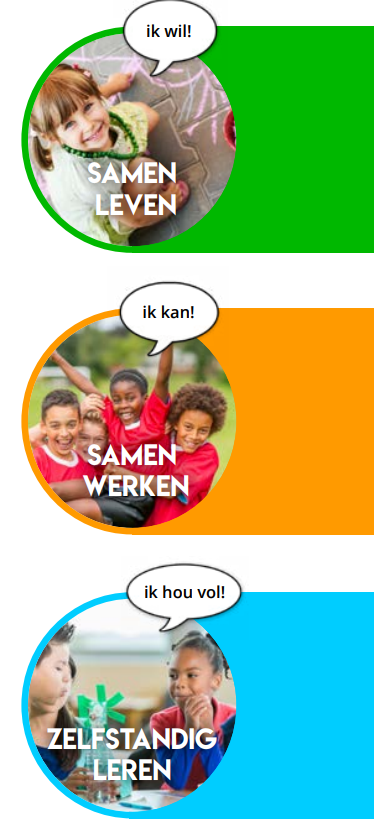 ik wil!
SAMEN
LEVEN
ik kan!
SAMEN
WERKEN
ik hou vol!
ZELFSTANDIG
LEREN